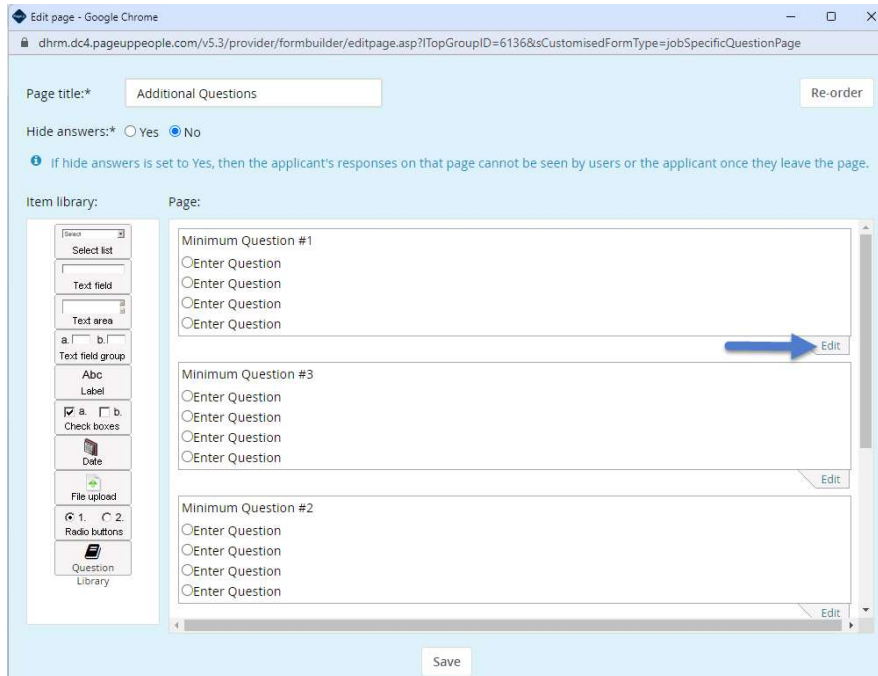 Edit page - Google Chrome
dhrm.dc4.pageuppeople.com/v5.3/provider/formbuilder/editpage.asp?lTopGroupID=6136&sCustomisedFormType=jobSpecificQuestionPage
Page title:* Additional Questions Re-order
Hide answers:* Yes No
If hide answers is set to Yes, then the applicant's responses on that page cannot be seen by users or the applicant once they leave the page.
Item library: Page:
Select
Select list
Text field
Text area
a. b.
Text field group
Abc
Label
a. b.
Check boxes
Date
File upload
1. 2.
Radio buttons
Question
Library
Minimum Question #1
Enter Question
Enter Question
Enter Question
Enter Question
Edit
Minimum Question #3
Enter Question
Enter Question
Enter Question
Enter Question
Edit
Minimum Question #2
Enter Question
Enter Question
Enter Question
Enter Question
Edit
Save